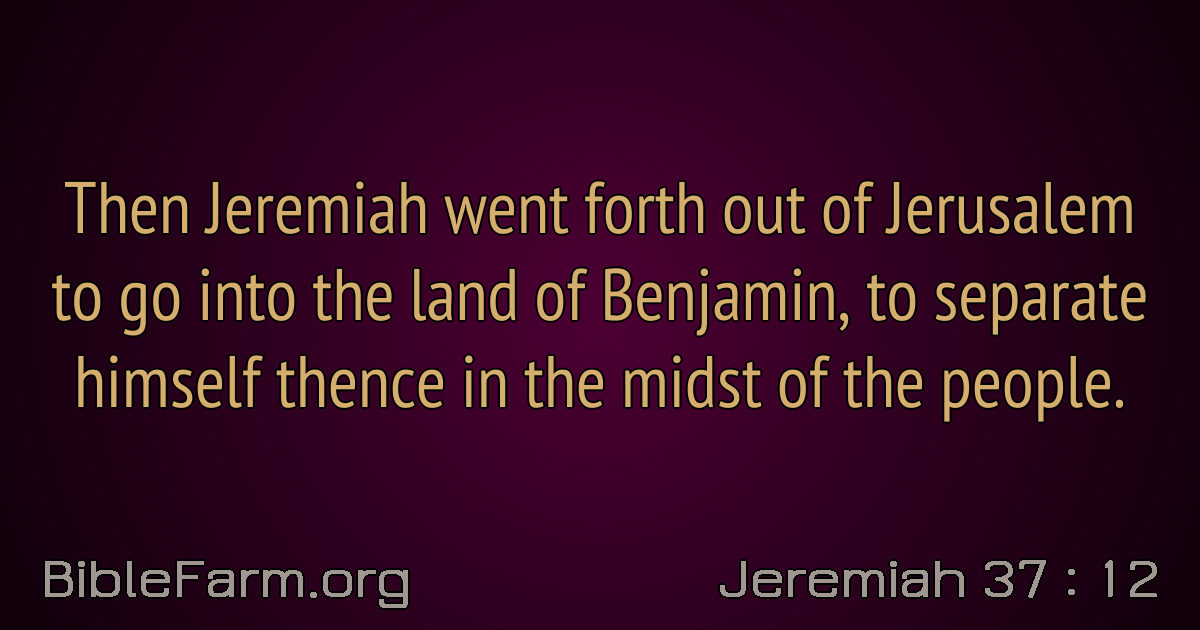 Then Jeremiah went forth out of Jerusalem
to go into the land of Benjamin, to separate
himself thence in the midst of the people.
BibleFarm.org
Jeremiah 37 : 12